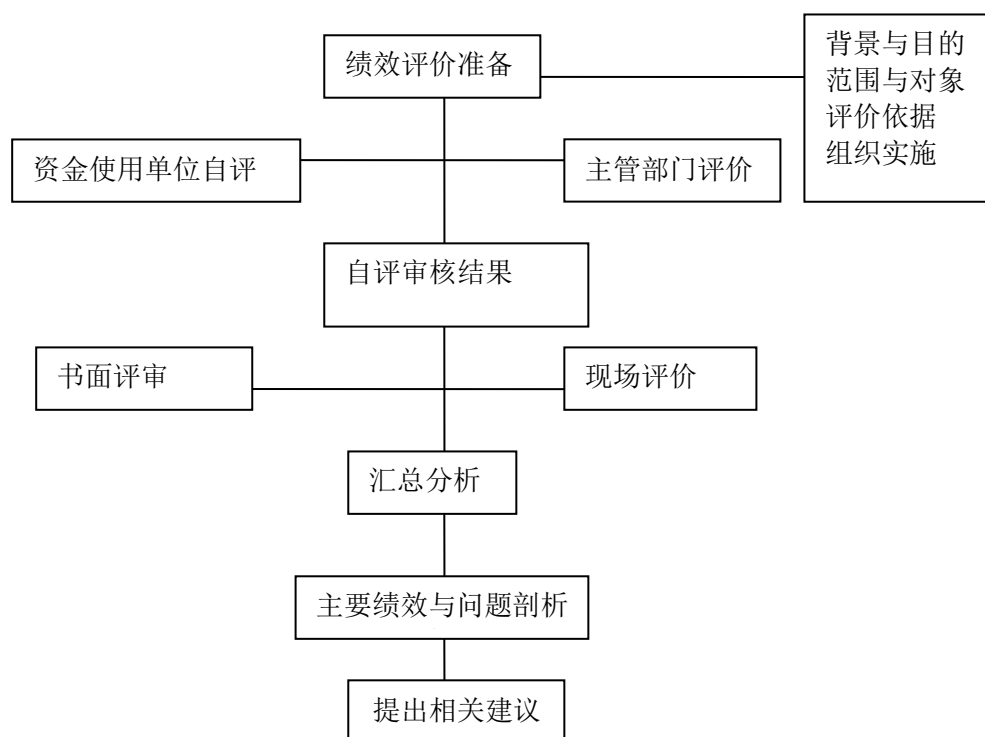 绩效评价准备
背景与目的
范围与对象
评价依据
组织实施
资金使用单位自评
主管部门评价
自评审核结果
书面评审
现场评价
汇总分析
主要绩效与问题剖析
提出相关建议